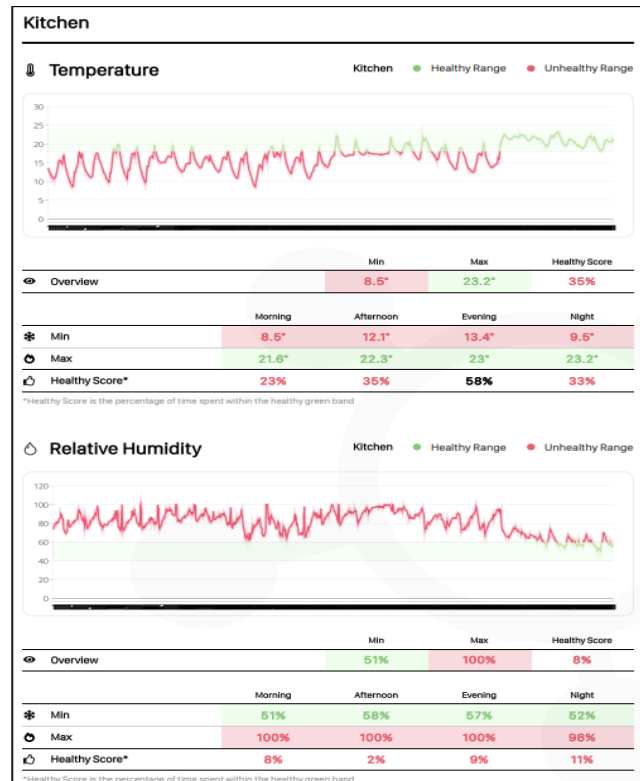 Kitchen
Temperature Kitchen Healthy Range Unhealthy Range
30
25
20
15
10
5
0
Min Max Healthy Score
Overview 8.5° 23.2° 35%
Morning Afternoon Evening Night
Min 8.5° 12.1° 13.4° 9.5°
Max 21.6° 22.3° 23° 23.2°
Healthy Score* 23% 35% 58% 33%
*Healthy Score is the percentage of time spent within the healthy green band
Relative Humidity Kitchen Healthy Range Unhealthy Range
120
100
80
60
40
20
0
Min Max Healthy Score
Overview 51% 100% 8%
Morning Afternoon Evening Night
Min 51% 58% 57% 52%
Max 100% 100% 100% 98%
Healthy Score* 8% 2% 9% 11%
*Healthy Score is the percentage of time spent within the healthy green band